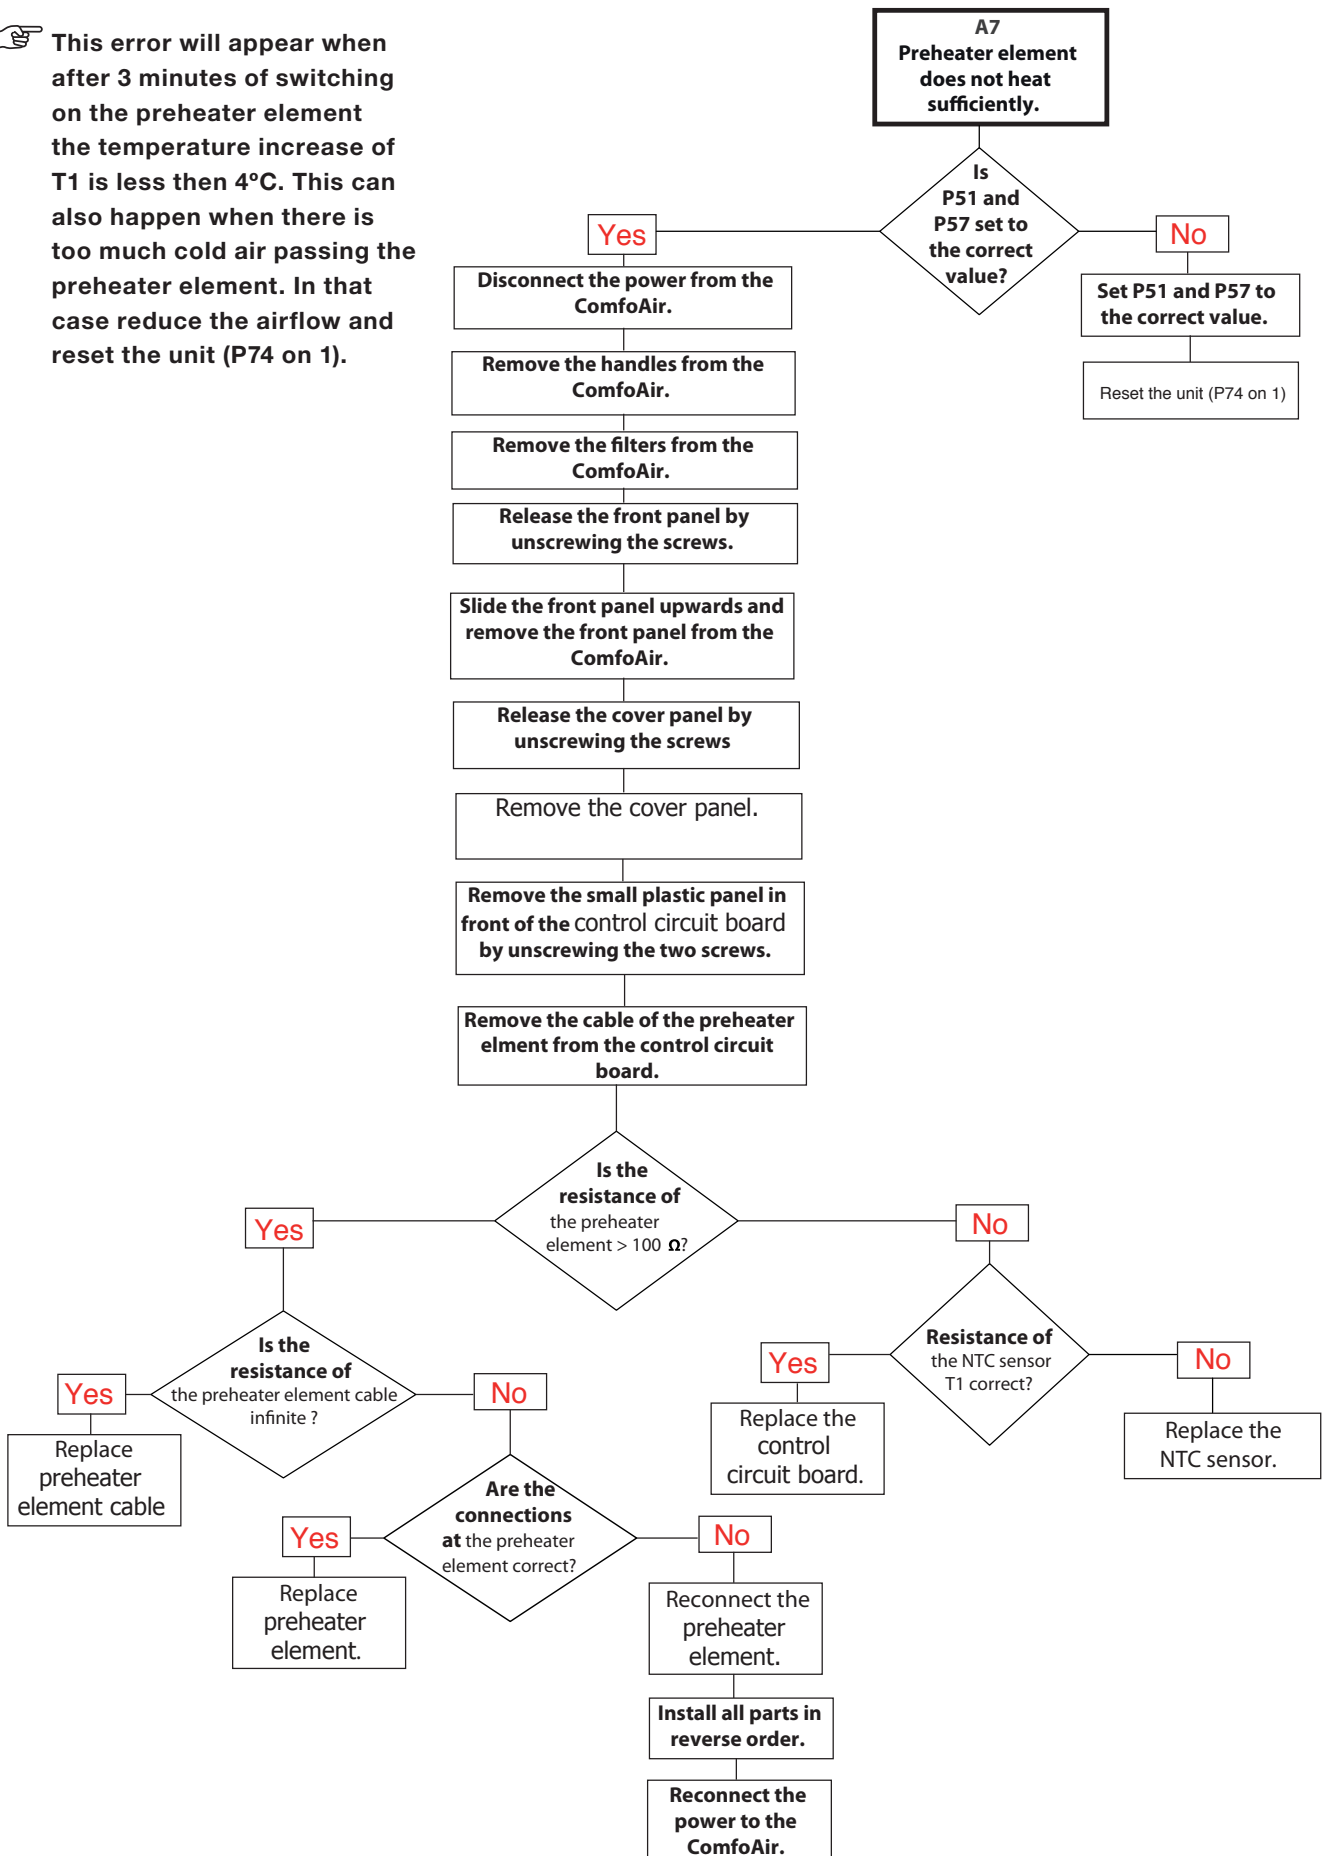 This error will appear when
after 3 minutes of switching
on the preheater element
the temperature increase of
T1 is less then 4ºC. This can
also happen when there is
too much cold air passing the
preheater element. In that
case reduce the airflow and
reset the unit (P74 on 1).
A7
Preheater element
does not heat
sufficiently.
Is
P51 and
P57 set to
the correct
value?
Yes
No
Set P51 and P57 to
the correct value.
Reset the unit (P74 on 1)
Disconnect the power from the
ComfoAir.
Remove the handles from the
ComfoAir.
Remove the filters from the
ComfoAir.
Release the front panel by
unscrewing the screws.
Slide the front panel upwards and
remove the front panel from the
ComfoAir.
Release the cover panel by
unscrewing the screws
Remove the cover panel.
Remove the small plastic panel in
front of the control circuit board
by unscrewing the two screws.
Remove the cable of the preheater
elment from the control circuit
board.
Is the
resistance of
the preheater
element > 100 Ω?
Yes
No
Is the
resistance of
the preheater element cable
infinite ?
Yes
No
Replace
preheater
element cable
Are the
connections
at the preheater
element correct?
Yes
No
Replace
preheater
element.
Reconnect the
preheater
element.
Install all parts in
reverse order.
Reconnect the
power to the
ComfoAir.
Resistance of
the NTC sensor
T1 correct?
Yes
No
Replace the
control
circuit board.
Replace the
NTC sensor.